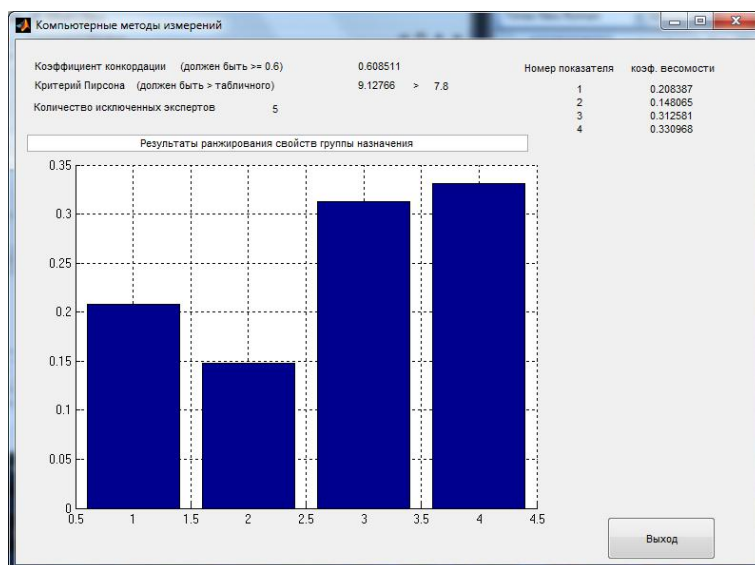 Компьютерные методы измерений
Коэффициент конкордации (должен быть >= 0.6) 0.608511
Критерий Пирсона (должен быть > табличного) 9.12766 > 7.8
Количество исключенных экспертов 5
Номер показателя коэф. весомости
1 0.208387
2 0.148065
3 0.312581
4 0.330968
Результаты ранжирования свойств группы назначения
0.35
0.3
0.25
0.2
0.15
0.1
0.05
0
0.5 1 1.5 2 2.5 3 3.5 4 4.5
Выход